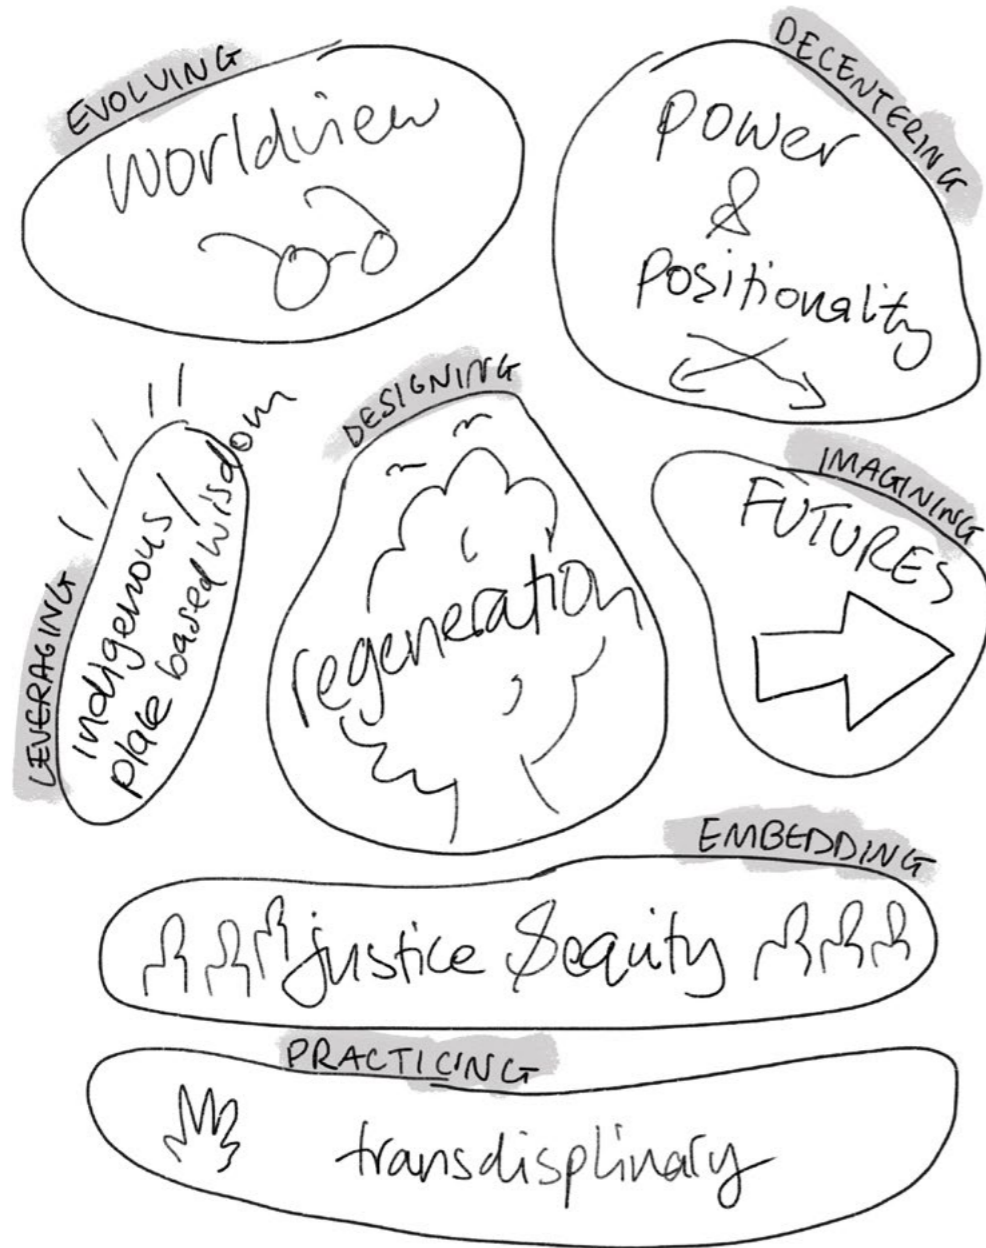 EVOLVING
worldview
DECENTERING
power
&
positionality
LEVERAGING
indigenous/
place based wisdom
DESIGNING
regeneration
IMAGINING
FUTURES
EMBEDDING
justice & equity
PRACTICING
transdisplinary